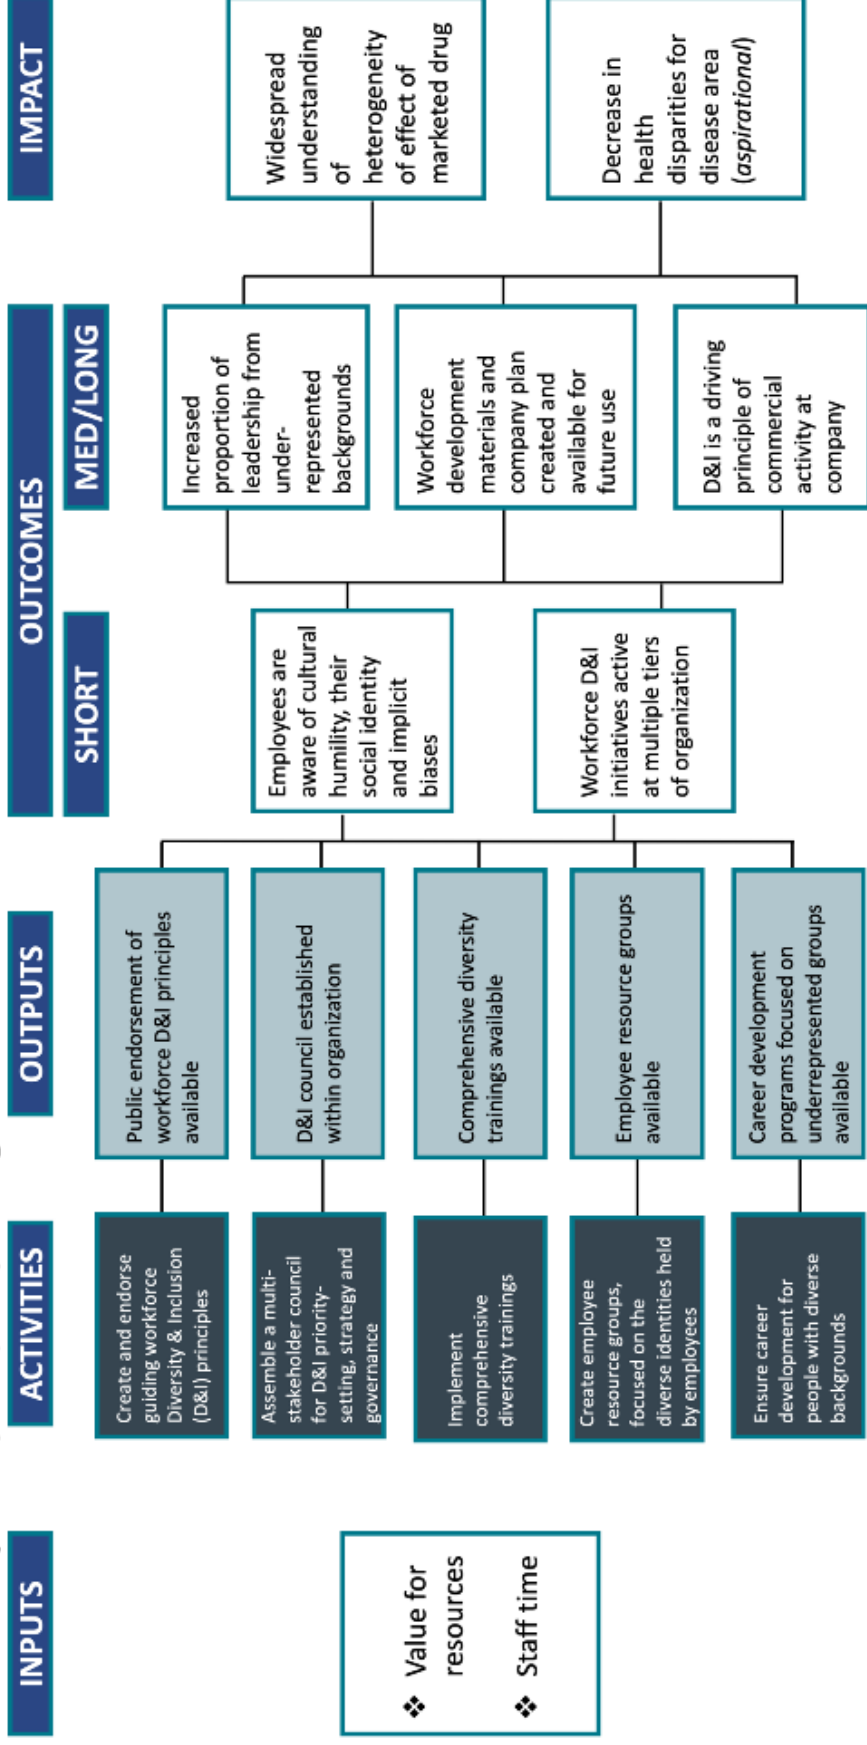 INPUTS
ACTIVITIES
OUTPUTS
OUTCOMES
SHORT
MED/LONG
IMPACT
❖ Value for
resources
❖ Staff time
Create and endorse
guiding workforce
Diversity & Inclusion
(D&I) principles
Assemble a multi-
stakeholder council
for D&I priority-
setting, strategy and
governance
Implement
comprehensive
diversity trainings
Create employee
resource groups,
focused on the
diverse identities held
by employees
Ensure career
development for
people with diverse
backgrounds
Public endorsement of
workforce D&I principles
available
D&I council established
within organization
Comprehensive diversity
trainings available
Employee resource groups
available
Career development
programs focused on
underrepresented groups
available
Employees are
aware of cultural
humility, their
social identity
and implicit
biases
Workforce D&I
initiatives active
at multiple tiers
of organization
Increased
proportion of
leadership from
under-
represented
backgrounds
Workforce
development
materials and
company plan
created and
available for
future use
D&I is a driving
principle of
commercial
activity at
company
Widespread
understanding
of
heterogeneity
of effect of
marketed drug
Decrease in
health
disparities for
disease area
(aspirational)